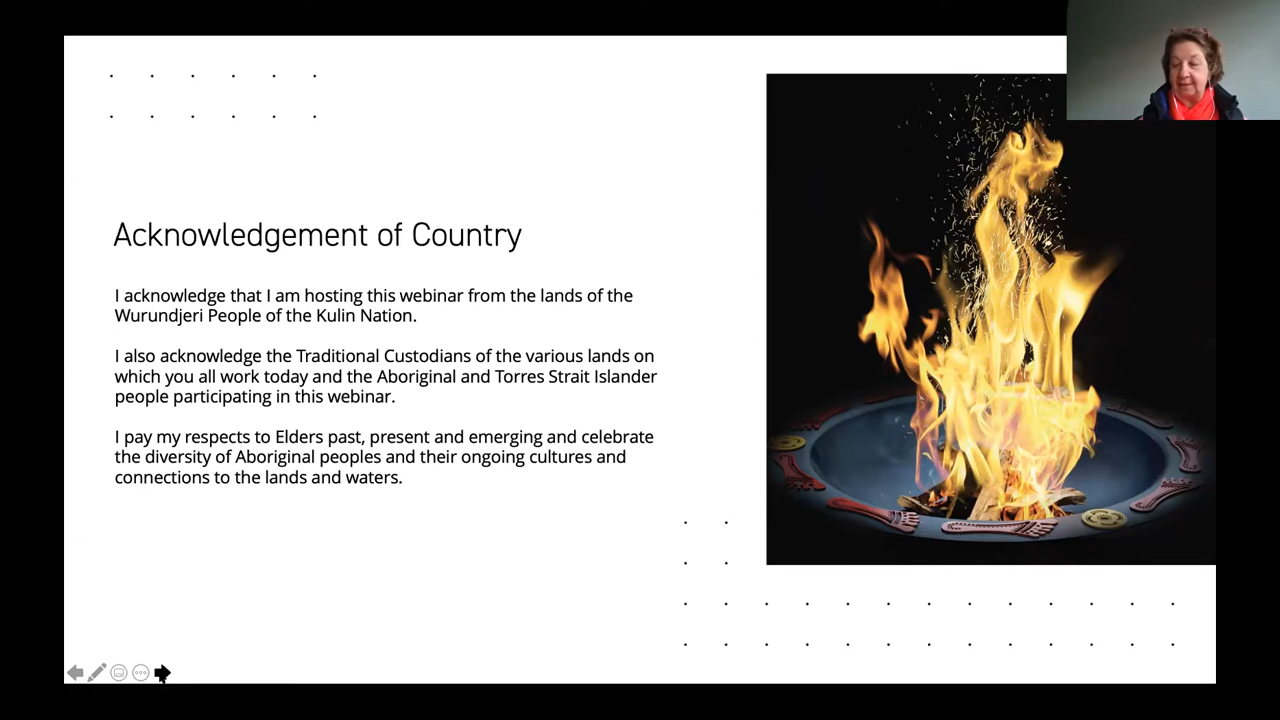 Acknowledgement of Country
I acknowledge that I am hosting this webinar from the lands of the
Wurundjeri People of the Kulin Nation.
I also acknowledge the Traditional Custodians of the various lands on
which you all work today and the Aboriginal and Torres Strait Islander
people participating in this webinar.
I pay my respects to Elders past, present and emerging and celebrate
the diversity of Aboriginal peoples and their ongoing cultures and
connections to the lands and waters.